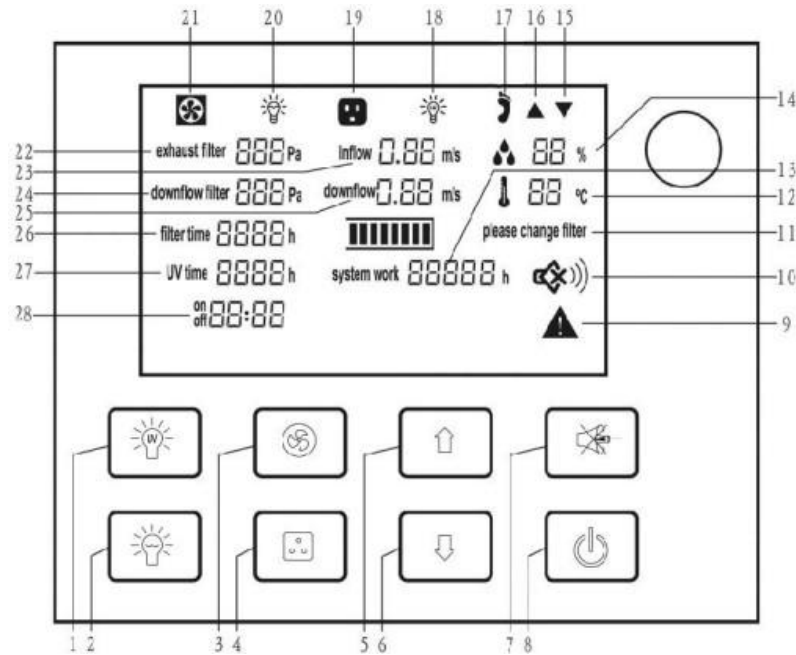 21 20 19 18 17 16 15
22 exhaust filter 888 Pa Inflow 0.88 m/s 88 % 14
23 13
24 downflow filter 888 Pa downflow 0.88 m/s 88 ℃ 12
25
26 filter time 8888 h please change filter 11
27 UV time 8888 h system work 88888 h 10
28 on off 88:88 9
UV
1 2 3 4 5 6 7 8